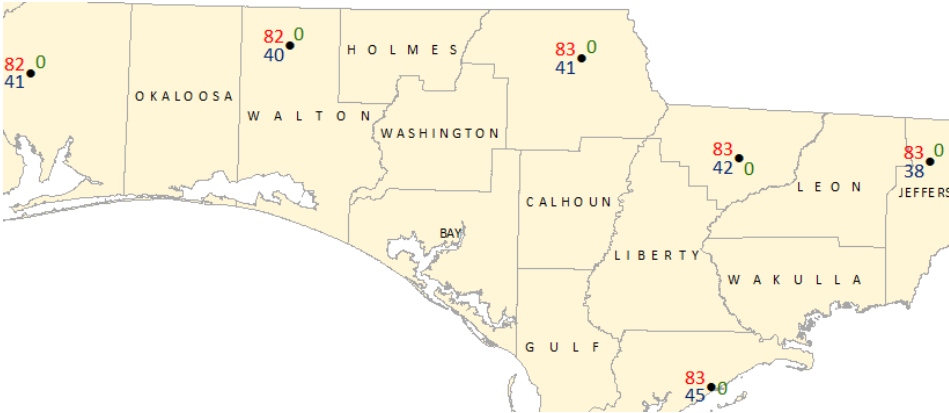 82 0
40
HOLMES
83 0
41
82 0
41
OKALOOSA
WALTON
WASHINGTON
83
42 0
83 0
38
LEON
JEFFERS
CALHOUN
BAY
LIBERTY
WAKULLA
GULF
83
45 0